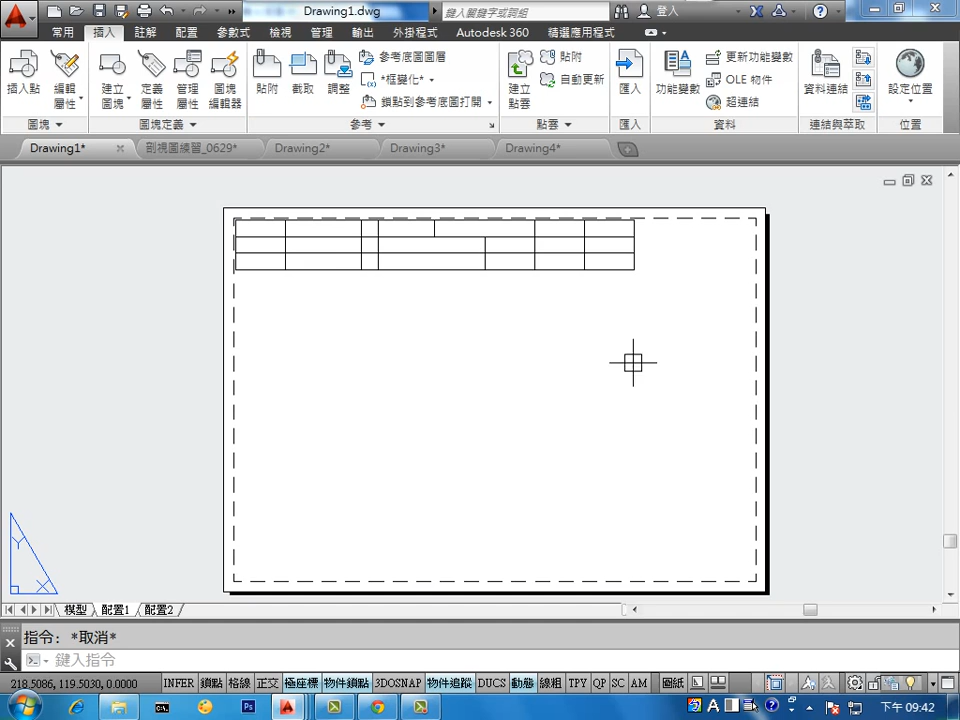 Drawing1.dwg
鍵入關鍵字或詞組
登入
常用 插入 註解 配置 參數式 檢視 管理 輸出 外掛程式 Autodesk 360 精選應用程式
插入點
編輯屬性
建立圖塊
定義屬性
管理屬性
圖塊編輯器
貼附
截取
調整
參考底圖圖層
*框變化*
鎖點到參考底圖打開
建立點雲
貼附
自動更新
匯入
功能變數
更新功能變數
OLE 物件
超連結
資料連結
設定位置
圖塊 圖塊定義 參考 點雲 匯入 資料 連結與萃取 位置
Drawing1* 剖視圖練習_0629* Drawing2* Drawing3* Drawing4*
Y
X
模型 配置1 配置2
指令: *取消*
鍵入指令
218.5086, 119.5030, 0.0000 INFER 鎖點 格線 正交 極座標 物件鎖點 3DOSNAP 物件追蹤 DUCS 動態 線粗 TPY QP SC AM 圖紙
下午 09:42